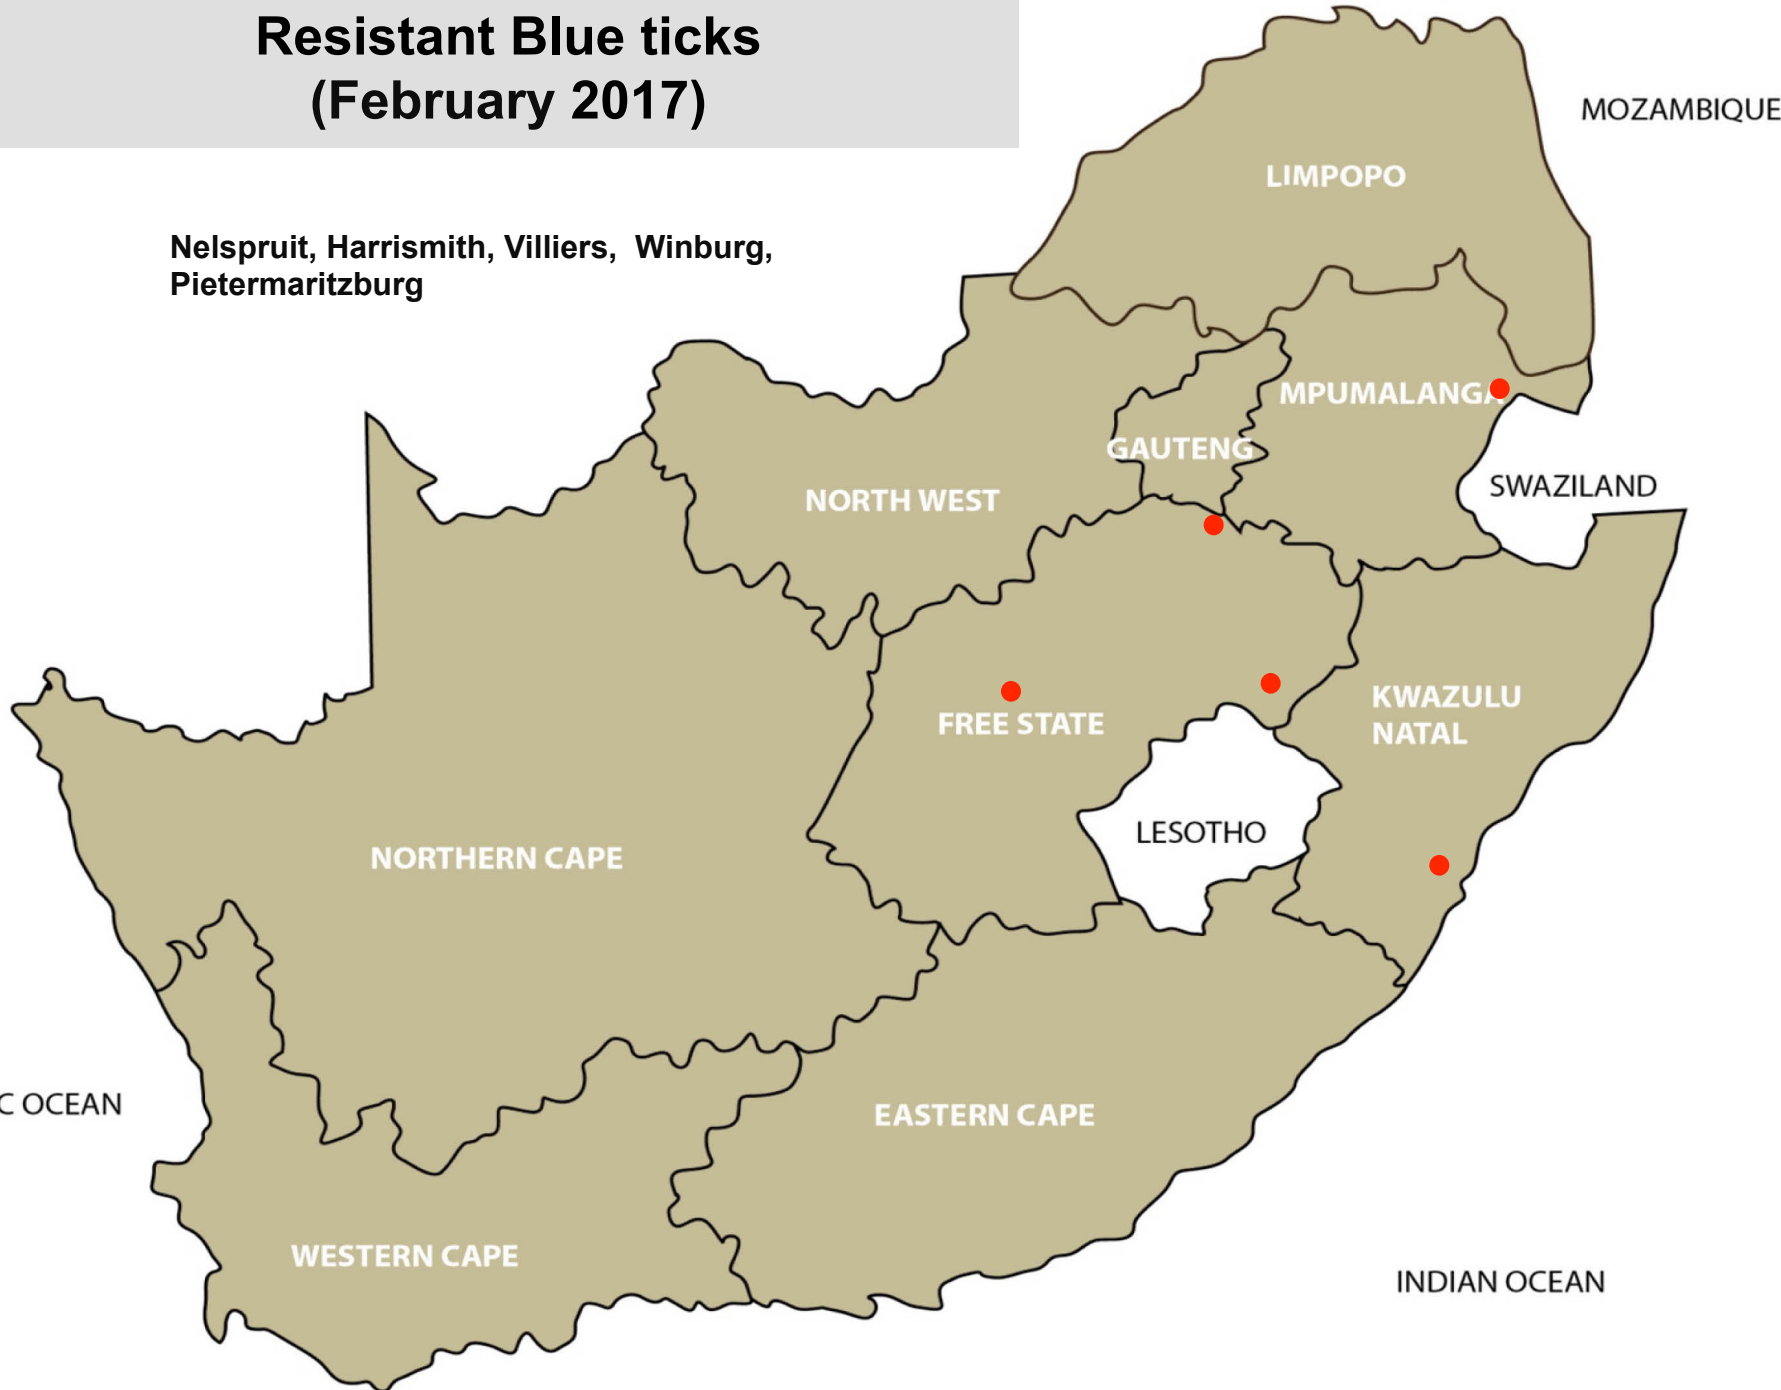 Resistant Blue ticks
(February 2017)
MOZAMBIQUE
LIMPOPO
Nelspruit, Harrismith, Villiers, Winburg,
Pietermaritzburg
MPUMALANGA
GAUTENG
SWAZILAND
NORTH WEST
KWAZULU
NATAL
FREE STATE
LESOTHO
NORTHERN CAPE
C OCEAN
EASTERN CAPE
WESTERN CAPE
INDIAN OCEAN